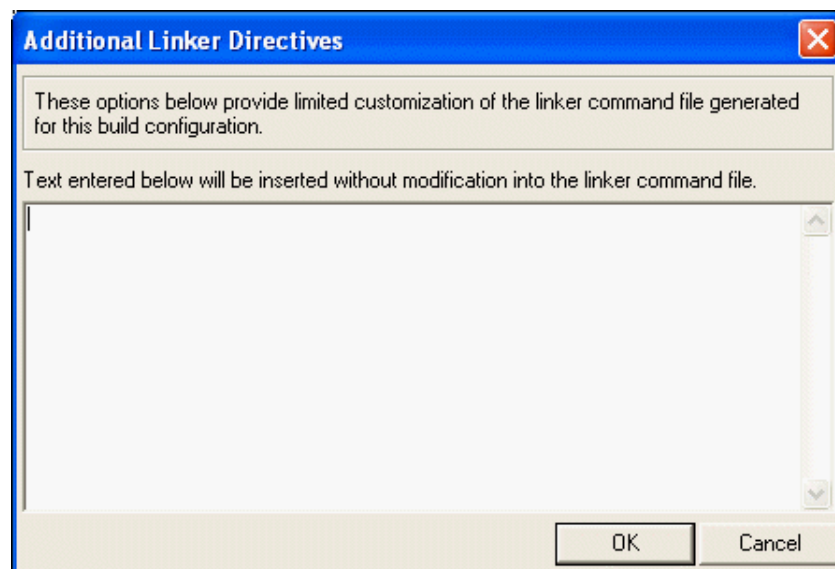 Additional Linker Directives
These options below provide limited customization of the linker command file generated
for this build configuration.
Text entered below will be inserted without modification into the linker command file.
OK
Cancel